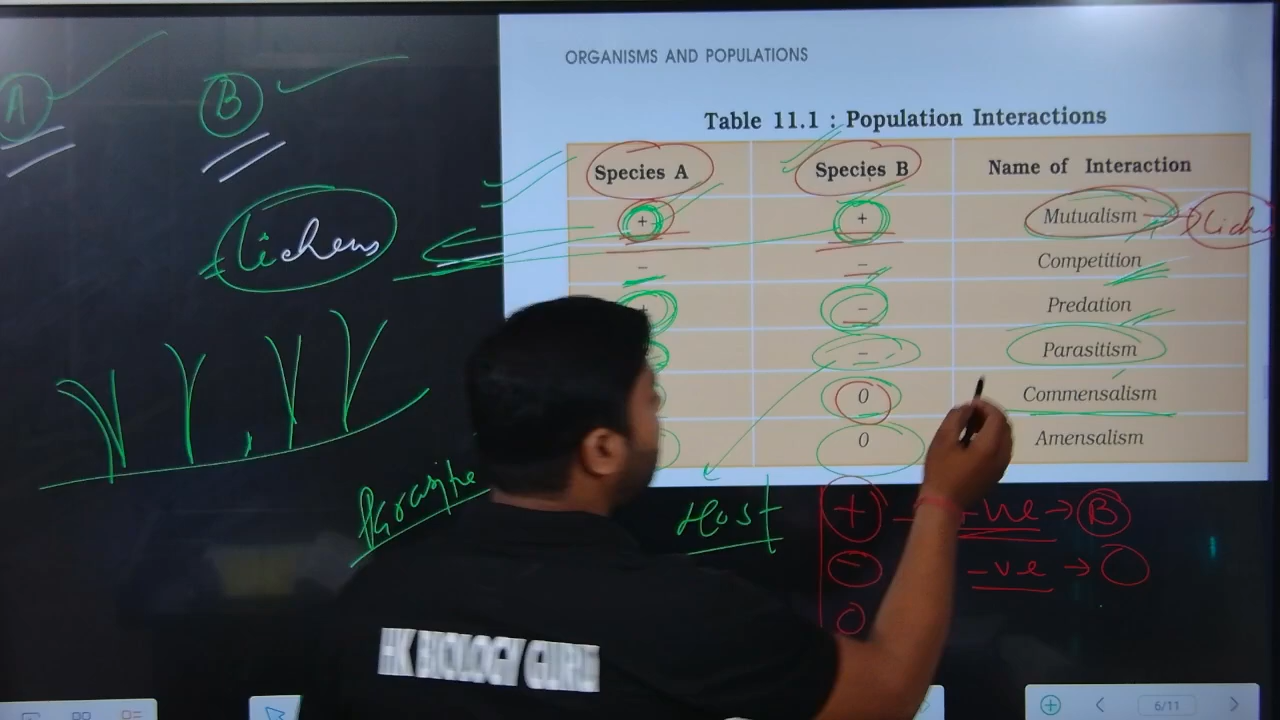 A
B
ORGANISMS AND POPULATIONS
Table 11.1 : Population Interactions
Species A Species B Name of Interaction
+ + Mutualism
Lichens
– – Competition
+ – Predation
– Parasitism
0 Commensalism
0 Amensalism
Parasite
Host
+ +ve → B
– –ve →
0
HK BIOLOGY GURU
6/11